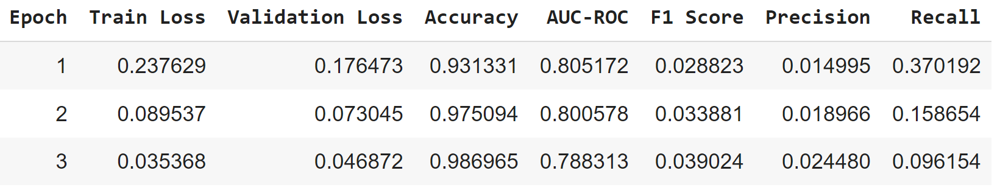 Epoch Train Loss Validation Loss Accuracy AUC-ROC F1 Score Precision Recall
1 0.237629 0.176473 0.931331 0.805172 0.028823 0.014995 0.370192
2 0.089537 0.073045 0.975094 0.800578 0.033881 0.018966 0.158654
3 0.035368 0.046872 0.986965 0.788313 0.039024 0.024480 0.096154